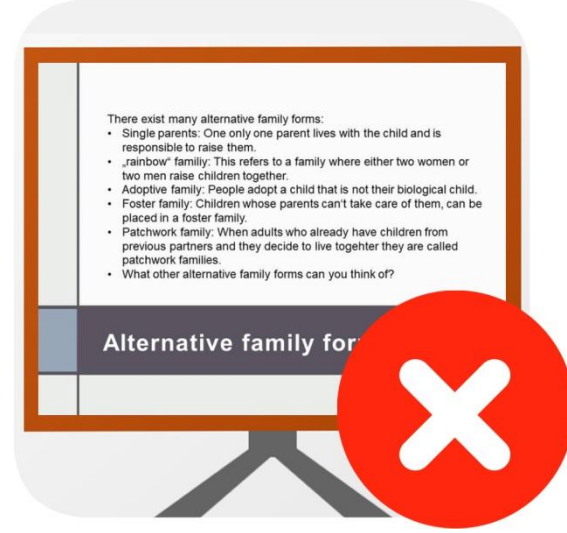 There exist many alternative family forms:
• Single parents: One only one parent lives with the child and is
responsible to raise them.
• „rainbow“ familiy: This refers to a family where either two women or
two men raise children together.
• Adoptive family: People adopt a child that is not their biological child.
• Foster family: Children whose parents can't take care of them, can be
placed in a foster family.
• Patchwork family: When adults who already have children from
previous partners and they decide to live togehter they are called
patchwork families.
• What other alternative family forms can you think of?
Alternative family